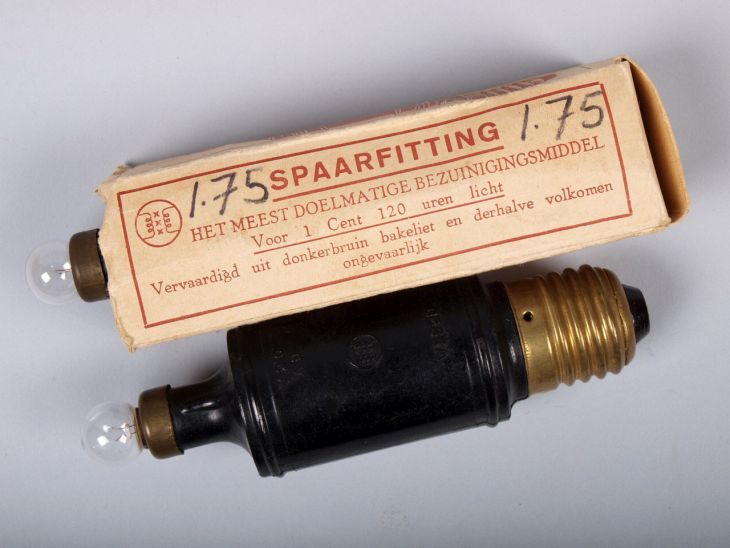 1.75 SPAARFITTING 1.75
HET MEEST DOELMATIGE BEZUINIGINGSMIDDEL
Voor 1 Cent 120 uren licht
Vervaardigd uit donkerbruin bakeliet en derhalve volkomen
ongevaarlijk